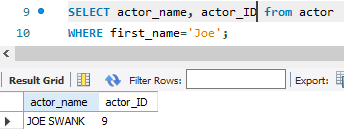 9 SELECT actor_name, actor_ID from actor
10 WHERE first_name='Joe';
Result Grid Filter Rows: Export:
actor_name actor_ID
JOE SWANK 9